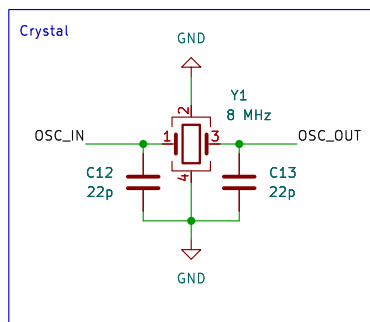 Crystal
GND
Y1
8 MHz
2
OSC_IN
1
3
OSC_OUT
4
C12
22p
C13
22p
GND